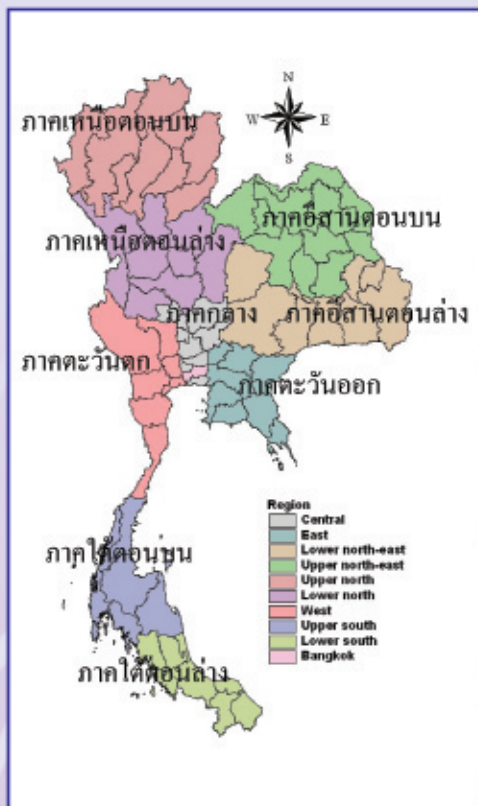 N
ภาคเหนือตอนบน
W E
S
ภาคอีสานตอนบน
ภาคเหนือตอนล่าง
ภาคกลาง
ภาคอีสานตอนล่าง
ภาคตะวันตก
ภาคตะวันออก
Region
Central
East
Lower north-east
Upper north-east
Upper north
Lower north
West
Upper south
Lower south
Bangkok
ภาคใต้ตอนบน
ภาคใต้ตอนล่าง